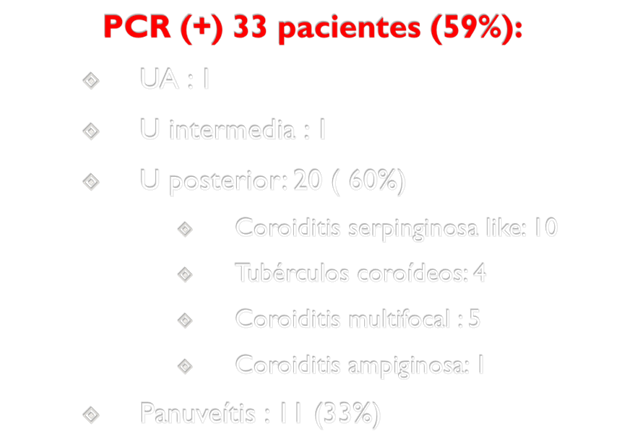 PCR (+) 33 pacientes (59%):
UA : 1
U intermedia : 1
U posterior: 20 ( 60%)
Coroiditis serpinginosa like: 10
Tubérculos coroídeos: 4
Coroiditis multifocal : 5
Coroiditis ampiginosa: 1
Panuveítis : 11 (33%)